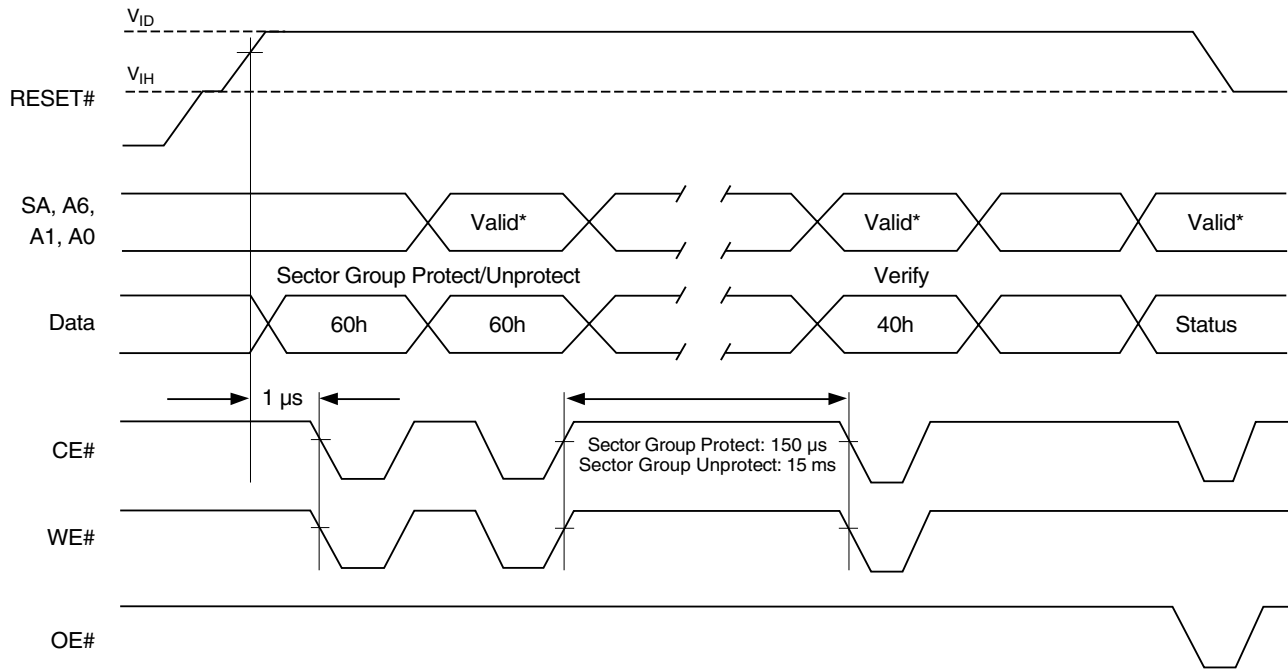 VID
VIH
RESET#
SA, A6,
A1, A0
Valid*
Valid*
Valid*
Sector Group Protect/Unprotect
Verify
Data
60h
60h
40h
Status
1 µs
CE#
Sector Group Protect: 150 µs
Sector Group Unprotect: 15 ms
WE#
OE#